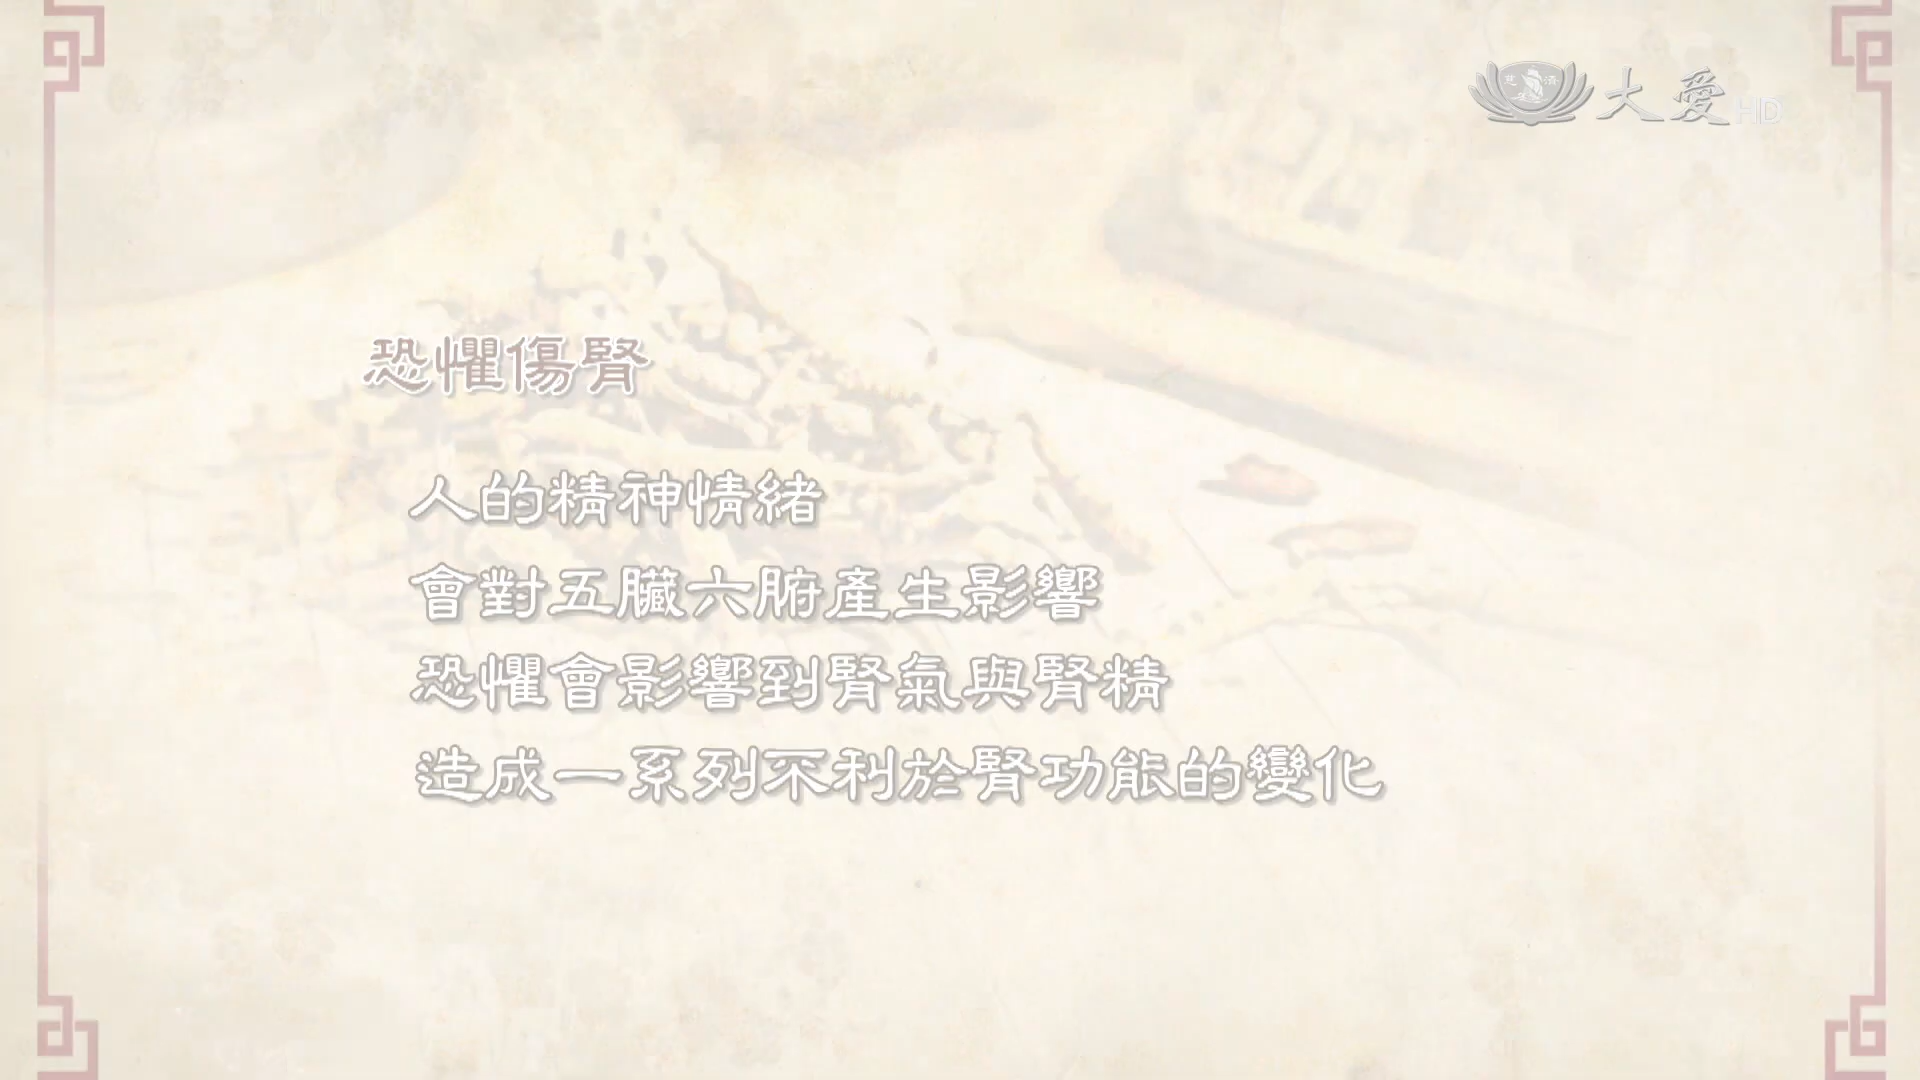 大愛HD
恐懼傷腎
人的精神情緒
會對五臟六腑產生影響
恐懼會影響到腎氣與腎精
造成一系列不利於腎功能的變化